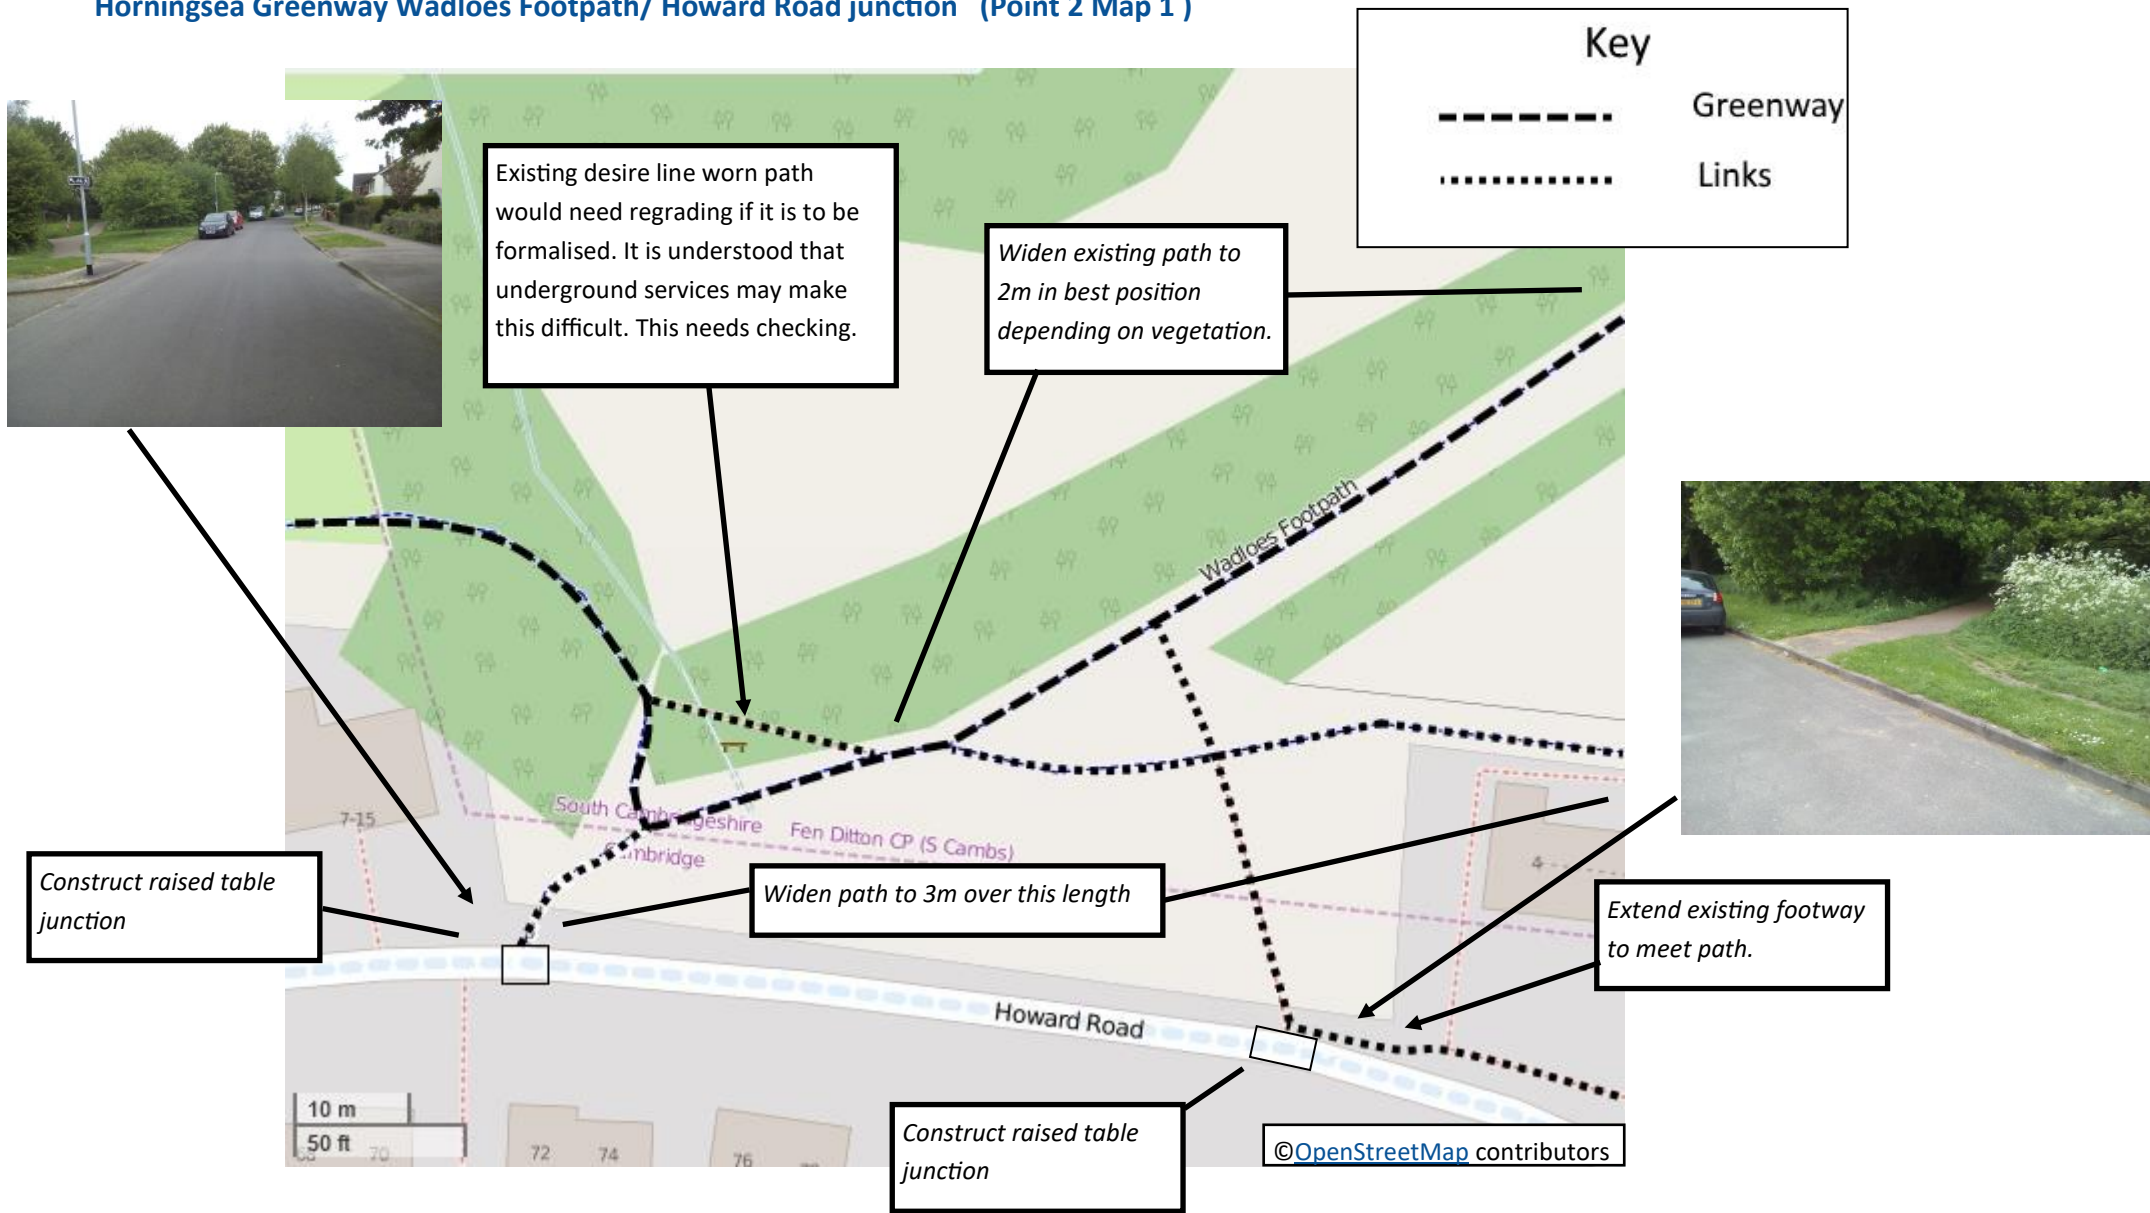 Horningsea Greenway Wadloes Footpath/ Howard Road junction (Point 2 Map 1 )
Key
Greenway
Links
Existing desire line worn path
would need regrading if it is to be
formalised. It is understood that
underground services may make
this difficult. This needs checking.
Widen existing path to
2m in best position
depending on vegetation.
Wadloes Footpath
7-15
South Cambridgeshire
Fen Ditton CP (S Cambs)
Cambridge
4
Construct raised table
junction
Widen path to 3m over this length
Extend existing footway
to meet path.
Howard Road
10 m
50 ft
68
70
72
74
76
Construct raised table
junction
©OpenStreetMap contributors